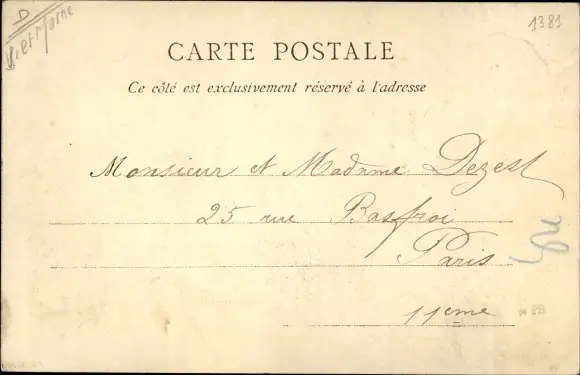 D
1381
CARTE POSTALE
Ce côté est exclusivement réservé à l'adresse
Monsieur et Madame Dezest
25 rue Basfroi
Paris
11eme